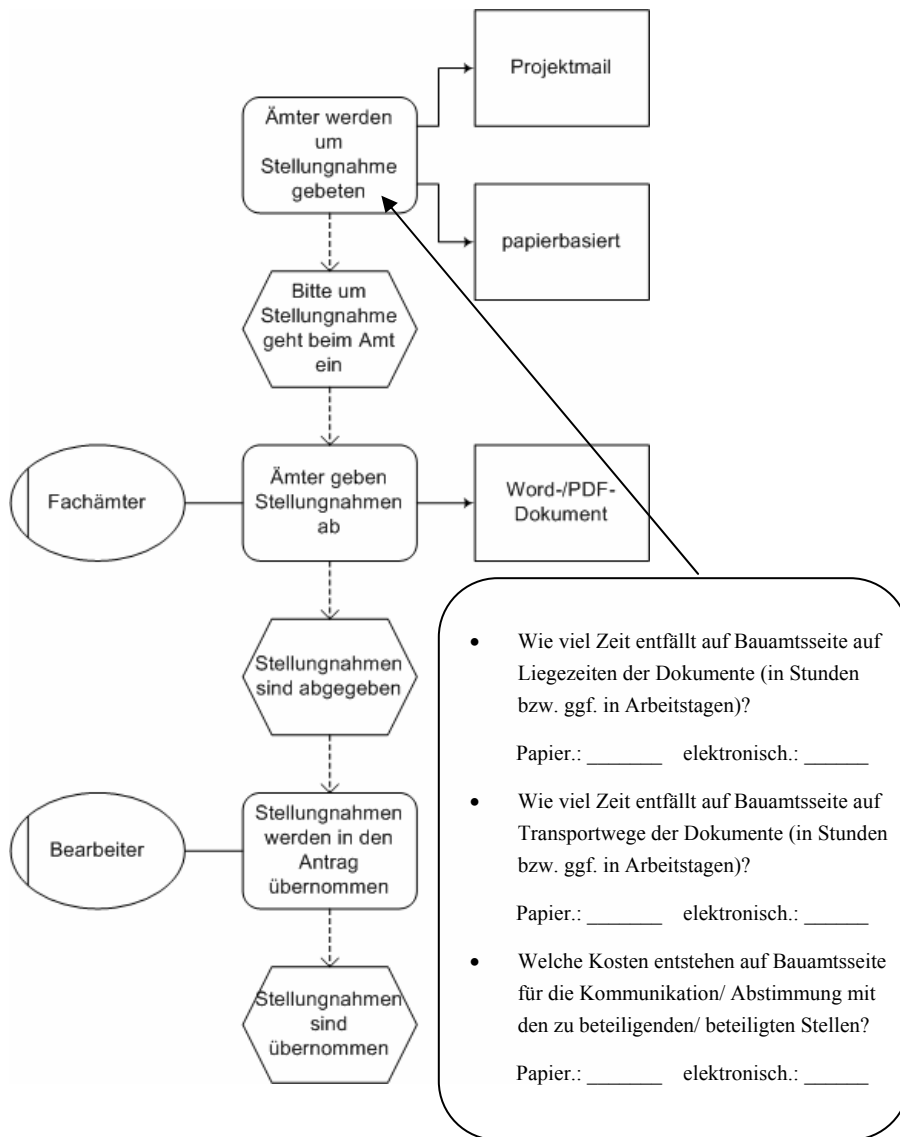 Projektmail
Ämter werden
um
Stellungnahme
gebeten
papierbasiert
Bitte um
Stellungnahme
geht beim Amt
ein
Fachämter
Ämter geben
Stellungnahmen
ab
Word-/PDF-
Dokument
Stellungnahmen
sind abgegeben
Bearbeiter
Stellungnahmen
werden in den
Antrag
übernommen
Stellungnahmen
sind
übernommen
• Wie viel Zeit entfällt auf Bauamtsseite auf
Liegezeiten der Dokumente (in Stunden
bzw. ggf. in Arbeitstagen)?
Papier.: _______ elektronisch.: ______
• Wie viel Zeit entfällt auf Bauamtsseite auf
Transportwege der Dokumente (in Stunden
bzw. ggf. in Arbeitstagen)?
Papier.: _______ elektronisch.: ______
• Welche Kosten entstehen auf Bauamtsseite
für die Kommunikation/ Abstimmung mit
den zu beteiligenden/ beteiligten Stellen?
Papier.: _______ elektronisch.: ______